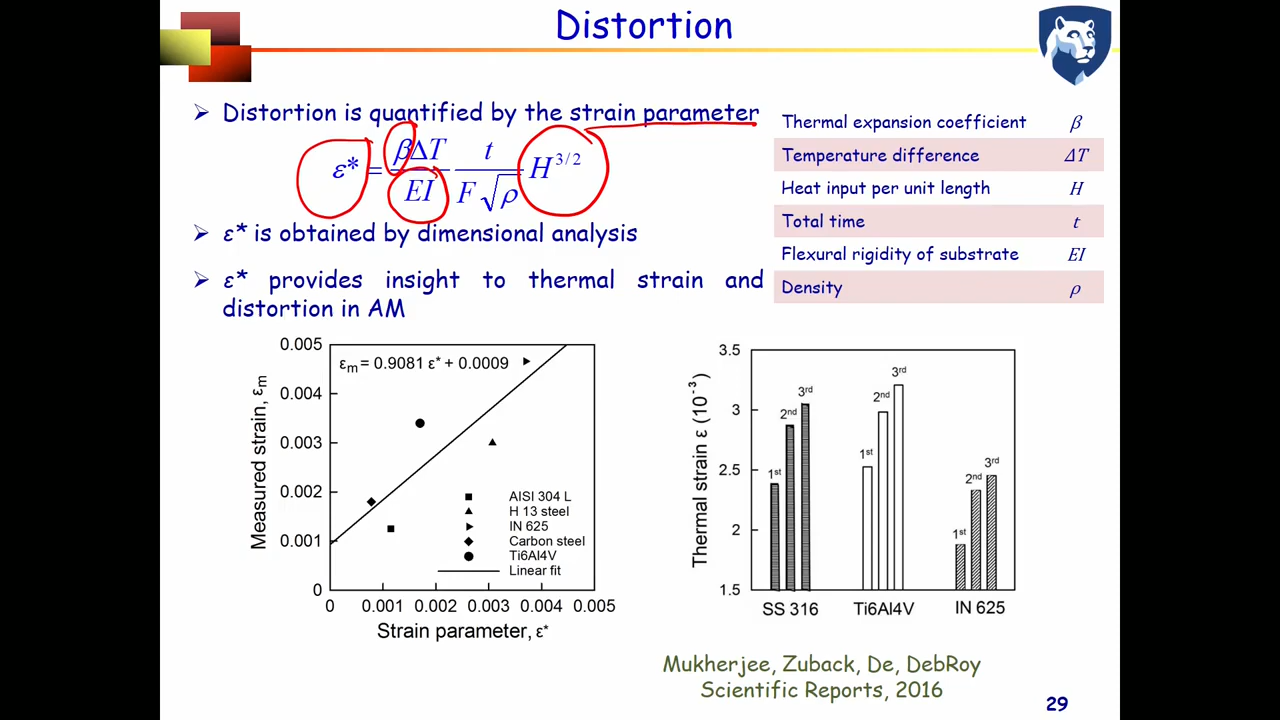 Distortion
➢ Distortion is quantified by the strain parameter
ε* = βΔT/EI t/F√ρ H^3/2
➢ ε* is obtained by dimensional analysis
➢ ε* provides insight to thermal strain and
distortion in AM
Thermal expansion coefficient β
Temperature difference ΔT
Heat input per unit length H
Total time t
Flexural rigidity of substrate EI
Density ρ
0.005
0.004
0.003
0.002
0.001
0
Measured strain, εm
εm = 0.9081 ε* + 0.0009
AISI 304 L
H 13 steel
IN 625
Carbon steel
Ti6Al4V
Linear fit
0 0.001 0.002 0.003 0.004 0.005
Strain parameter, ε*
3.5
3
2.5
2
1.5
Thermal strain ε (10^-3)
1st 2nd 3rd
1st 2nd 3rd
1st 2nd 3rd
SS 316 Ti6Al4V IN 625
Mukherjee, Zuback, De, DebRoy
Scientific Reports, 2016
29